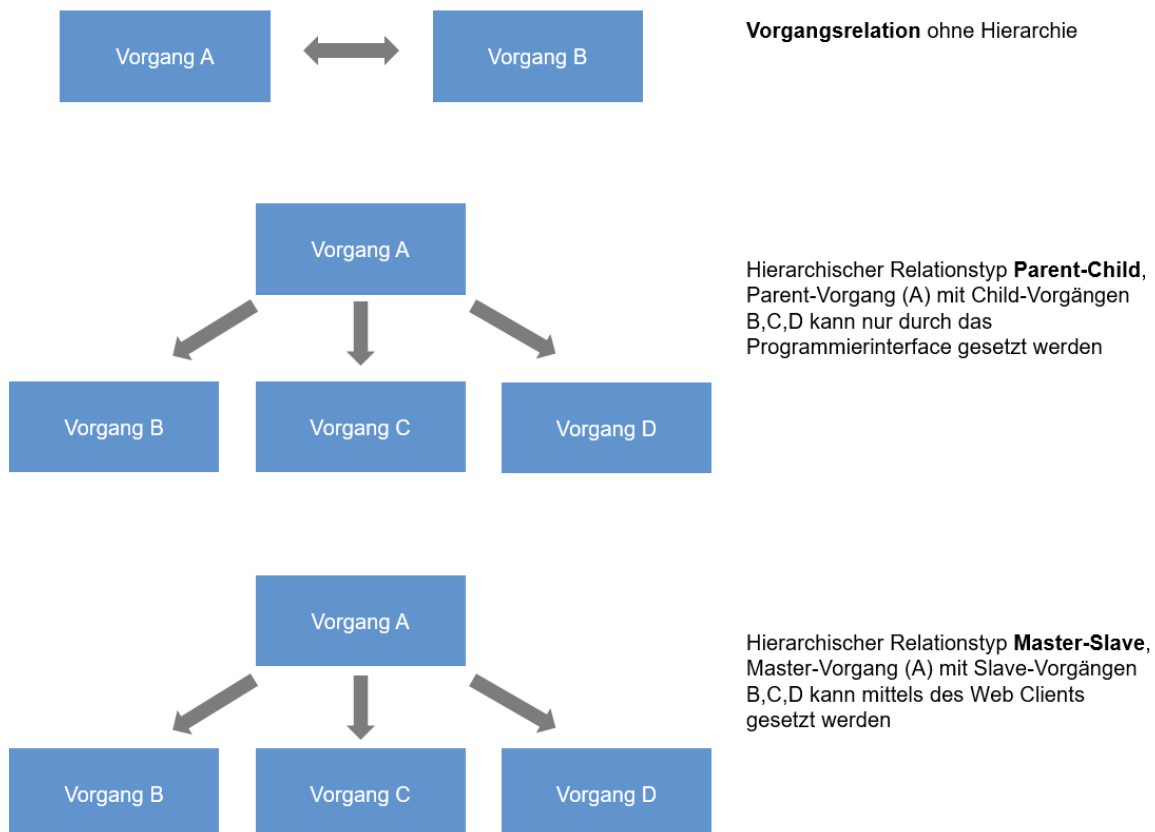 Vorgang A
Vorgang B
Vorgangsrelation ohne Hierarchie
Vorgang A
Vorgang B
Vorgang C
Vorgang D
Hierarchischer Relationstyp Parent-Child,
Parent-Vorgang (A) mit Child-Vorgängen
B,C,D kann nur durch das
Programmierinterface gesetzt werden
Vorgang A
Vorgang B
Vorgang C
Vorgang D
Hierarchischer Relationstyp Master-Slave,
Master-Vorgang (A) mit Slave-Vorgängen
B,C,D kann mittels des Web Clients
gesetzt werden